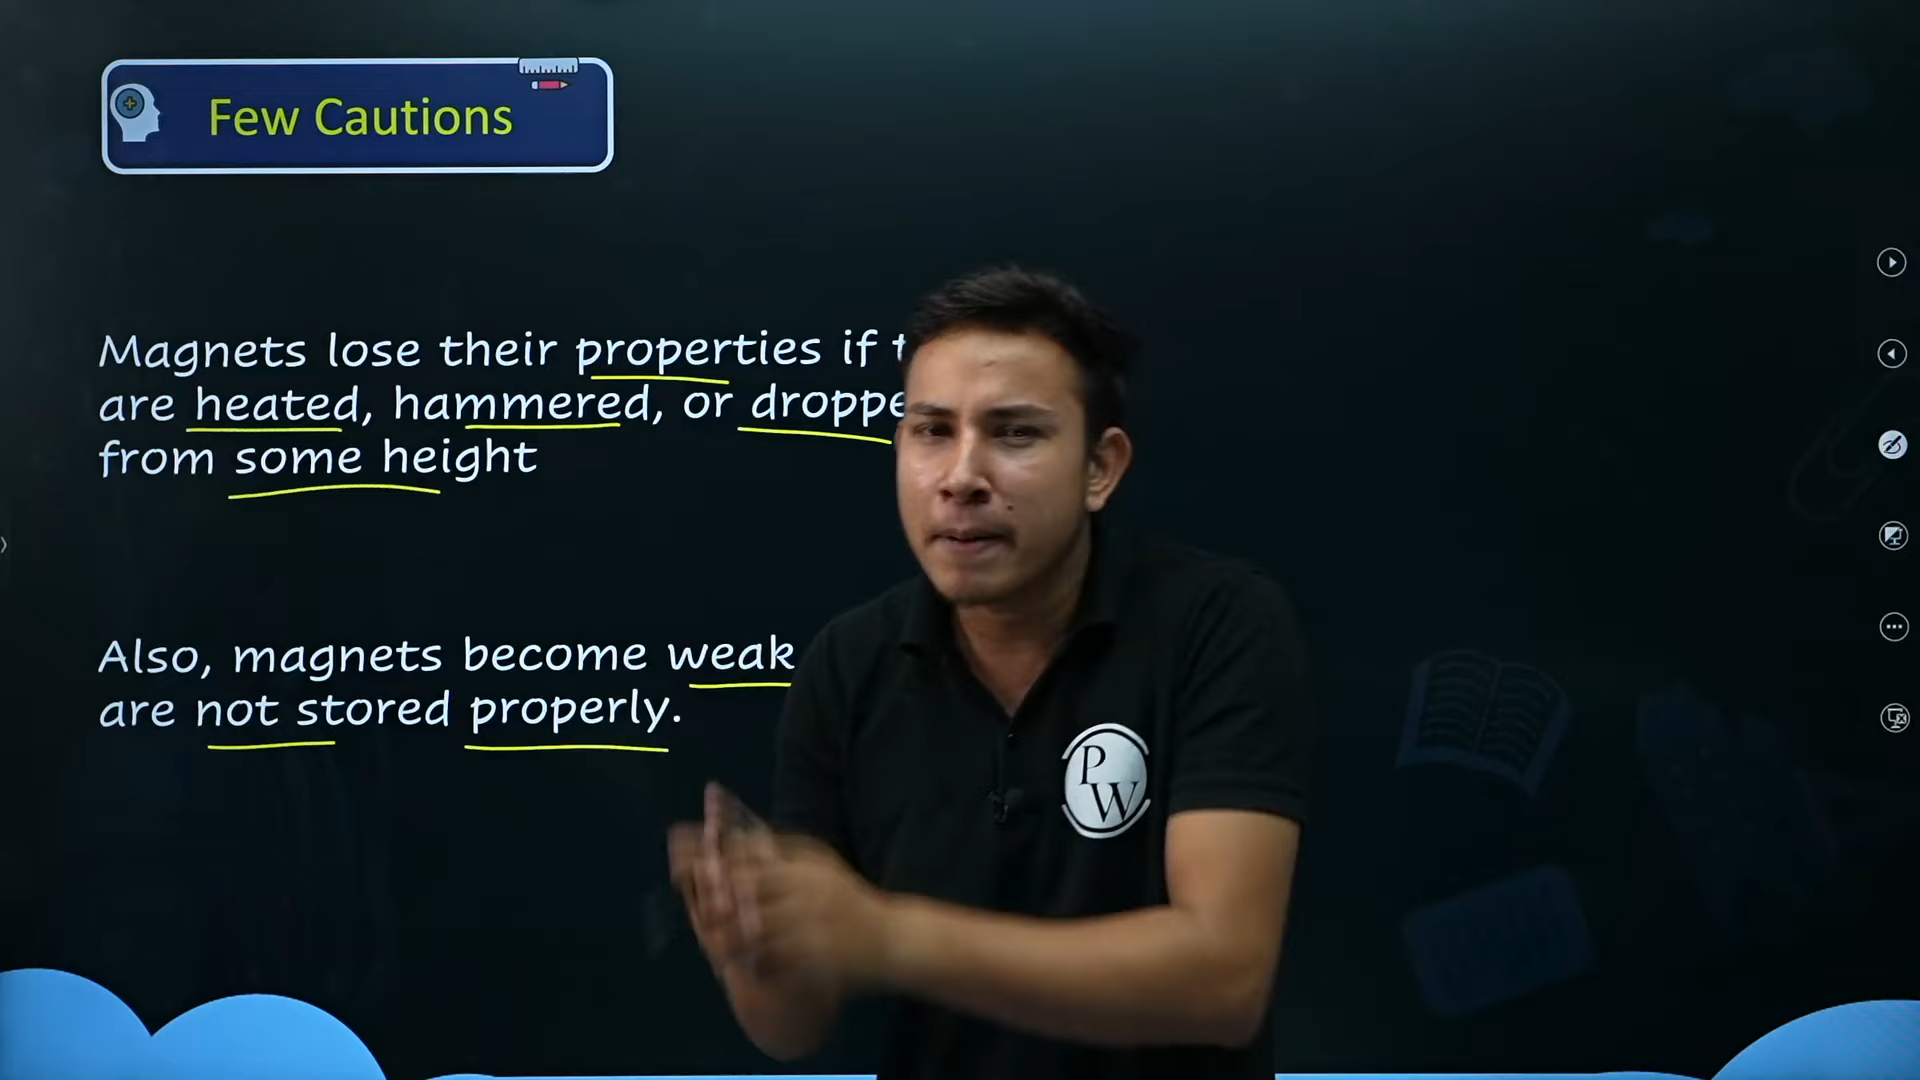 Few Cautions
Magnets lose their properties if
are heated, hammered, or
from some height
Also, magnets become weak
are not stored properly.
P
W